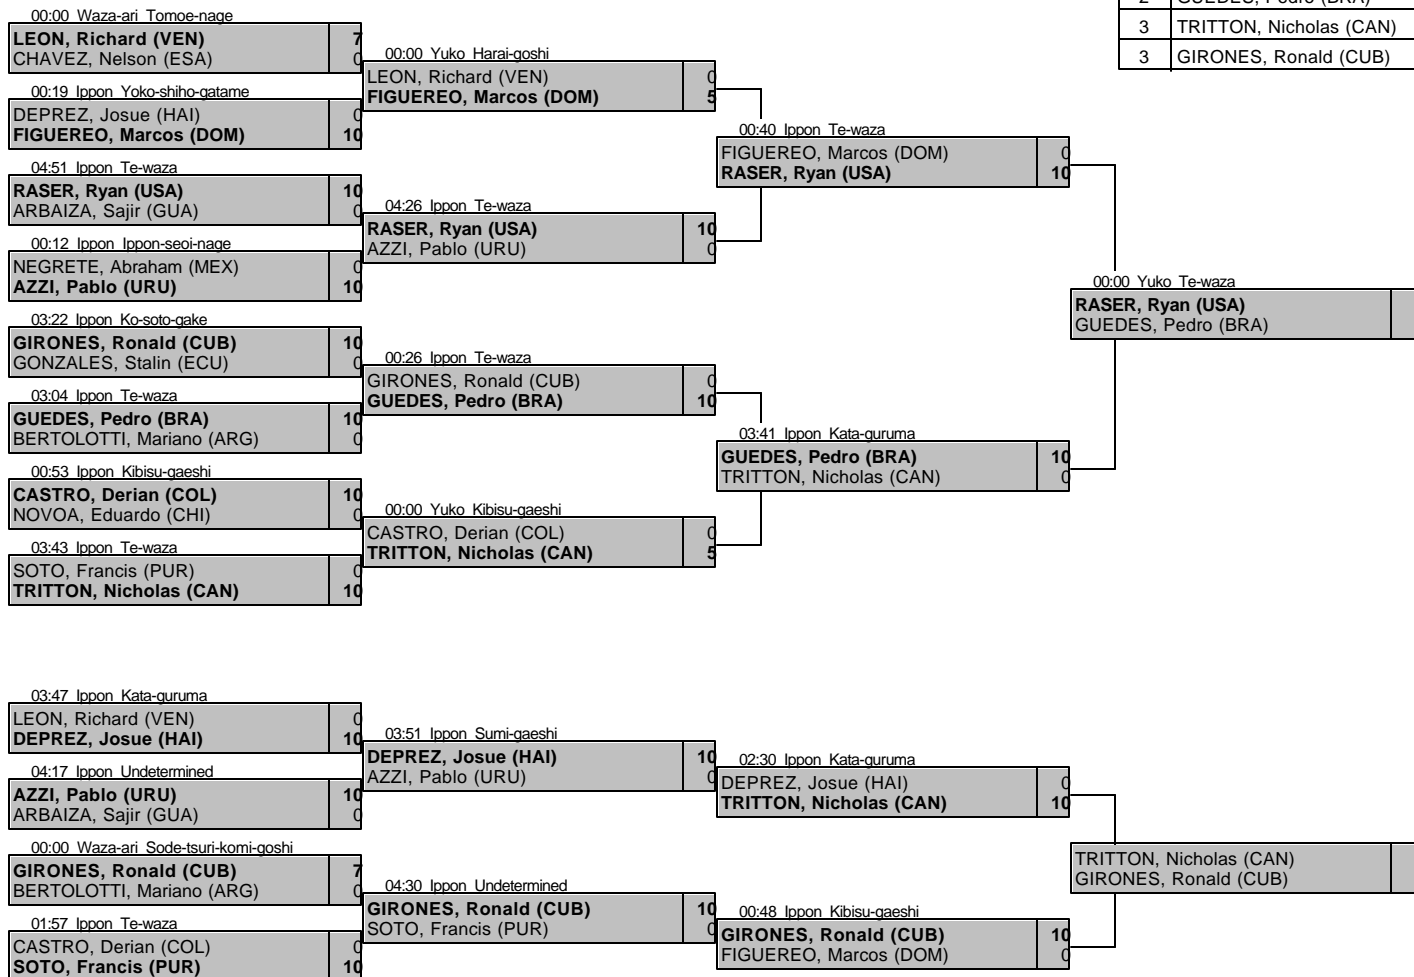 2 GUEDES, Pedro (BRA)
3 TRITTON, Nicholas (CAN)
3 GIRONES, Ronald (CUB)
00:00 Waza-ari Tomoe-nage
LEON, Richard (VEN) 7
CHAVEZ, Nelson (ESA) 0
00:19 Ippon Yoko-shiho-gatame
DEPREZ, Josue (HAI) 0
FIGUEREO, Marcos (DOM) 10
04:51 Ippon Te-waza
RASER, Ryan (USA) 10
ARBAIZA, Sajir (GUA) 0
00:12 Ippon Ippon-seoi-nage
NEGRETE, Abraham (MEX) 0
AZZI, Pablo (URU) 10
03:22 Ippon Ko-soto-gake
GIRONES, Ronald (CUB) 10
GONZALES, Stalin (ECU) 0
03:04 Ippon Te-waza
GUEDES, Pedro (BRA) 10
BERTOLOTTI, Mariano (ARG) 0
00:53 Ippon Kibisu-gaeshi
CASTRO, Derian (COL) 10
NOVOA, Eduardo (CHI) 0
03:43 Ippon Te-waza
SOTO, Francis (PUR) 0
TRITTON, Nicholas (CAN) 10
00:00 Yuko Harai-goshi
LEON, Richard (VEN) 0
FIGUEREO, Marcos (DOM) 5
04:26 Ippon Te-waza
RASER, Ryan (USA) 10
AZZI, Pablo (URU) 0
00:26 Ippon Te-waza
GIRONES, Ronald (CUB) 0
GUEDES, Pedro (BRA) 10
00:00 Yuko Kibisu-gaeshi
CASTRO, Derian (COL) 0
TRITTON, Nicholas (CAN) 5
00:40 Ippon Te-waza
FIGUEREO, Marcos (DOM) 0
RASER, Ryan (USA) 10
03:41 Ippon Kata-guruma
GUEDES, Pedro (BRA) 10
TRITTON, Nicholas (CAN) 0
00:00 Yuko Te-waza
RASER, Ryan (USA)
GUEDES, Pedro (BRA)
03:47 Ippon Kata-guruma
LEON, Richard (VEN) 0
DEPREZ, Josue (HAI) 10
04:17 Ippon Undetermined
AZZI, Pablo (URU) 10
ARBAIZA, Sajir (GUA) 0
00:00 Waza-ari Sode-tsuri-komi-goshi
GIRONES, Ronald (CUB) 7
BERTOLOTTI, Mariano (ARG) 0
01:57 Ippon Te-waza
CASTRO, Derian (COL) 0
SOTO, Francis (PUR) 10
03:51 Ippon Sumi-gaeshi
DEPREZ, Josue (HAI) 10
AZZI, Pablo (URU) 0
04:30 Ippon Undetermined
GIRONES, Ronald (CUB) 10
SOTO, Francis (PUR) 0
02:30 Ippon Kata-guruma
DEPREZ, Josue (HAI) 0
TRITTON, Nicholas (CAN) 10
00:48 Ippon Kibisu-gaeshi
GIRONES, Ronald (CUB) 10
FIGUEREO, Marcos (DOM) 0
TRITTON, Nicholas (CAN)
GIRONES, Ronald (CUB)